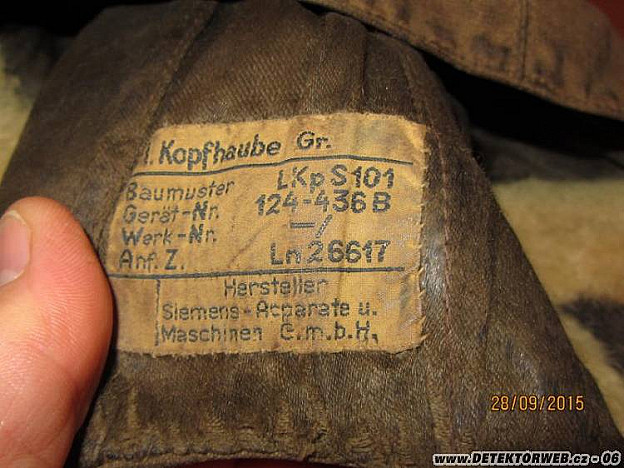 Kopfhaube Gr.
Baumuster LKp S101
Gerät-Nr. 124-436 B
Werk-Nr. -/
Anf. Z. Ln 26617
Hersteller
Siemens-Apparate u.
Maschinen G.m.b.H.
28/09/2015
www.DETEKTORWEB.cz - 06